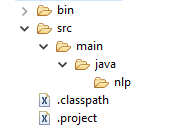 bin
src
main
java
nlp
.classpath
.project